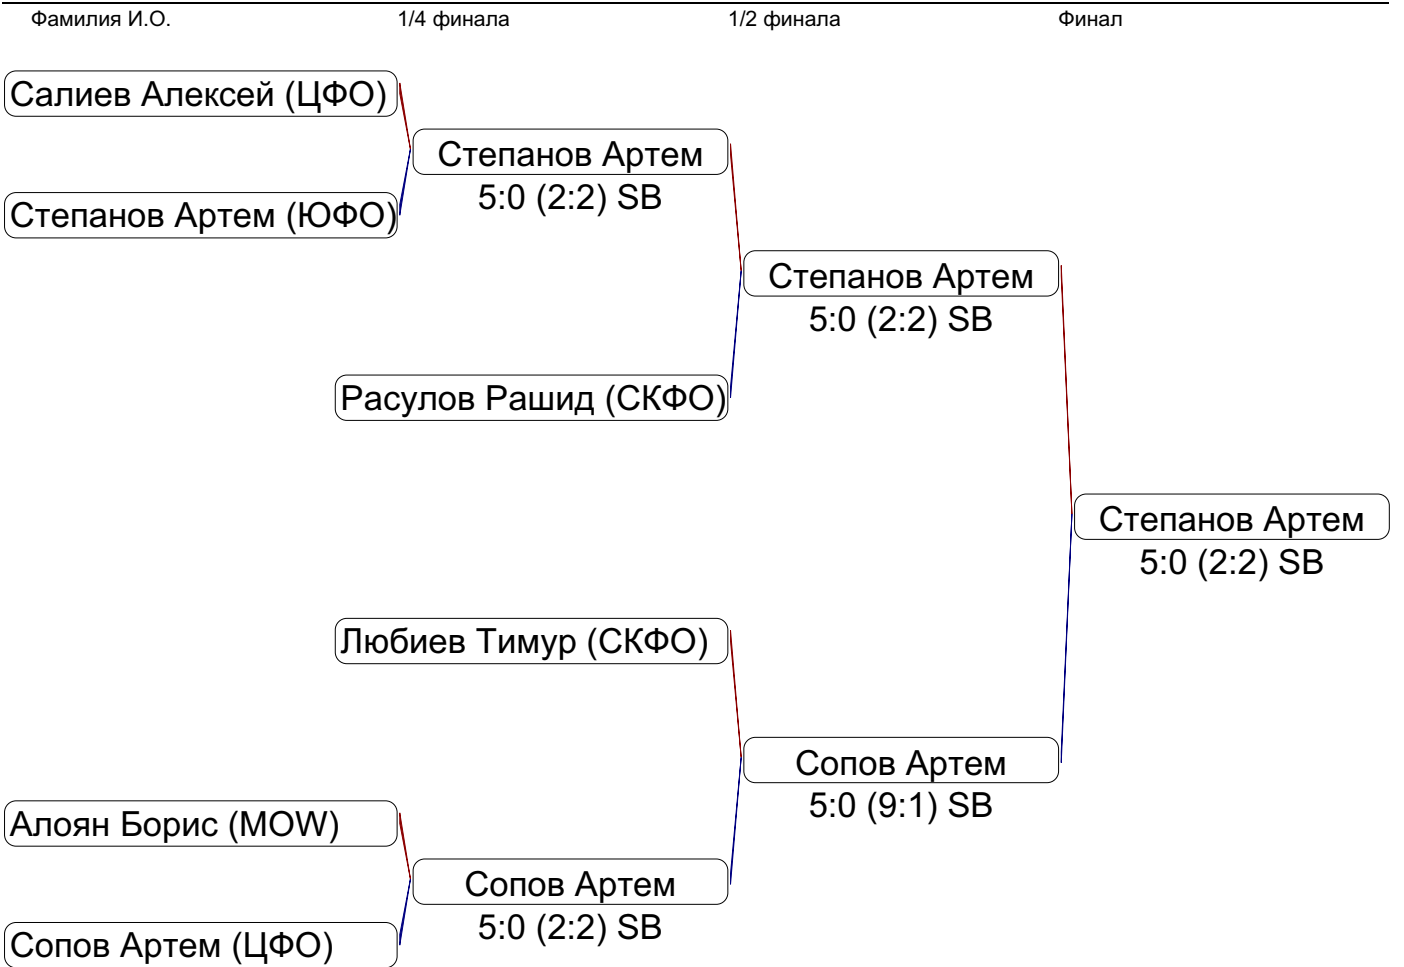 Фамилия И.О. 1/4 финала 1/2 финала Финал
Салиев Алексей (ЦФО)
Степанов Артем
5:0 (2:2) SB
Степанов Артем (ЮФО)
Степанов Артем
5:0 (2:2) SB
Расулов Рашид (СКФО)
Степанов Артем
5:0 (2:2) SB
Любиев Тимур (СКФО)
Сопов Артем
5:0 (9:1) SB
Алоян Борис (MOW)
Сопов Артем
5:0 (2:2) SB
Сопов Артем (ЦФО)